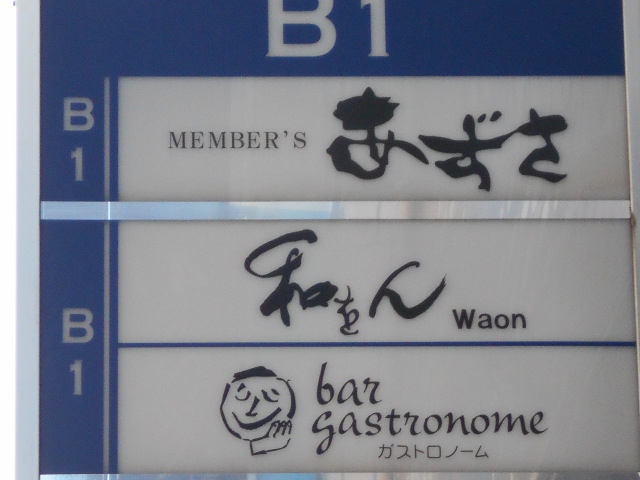 B1
B
1
MEMBER'S あずさ
B
1
和をん Waon
bar
gastronome
ガストロノーム